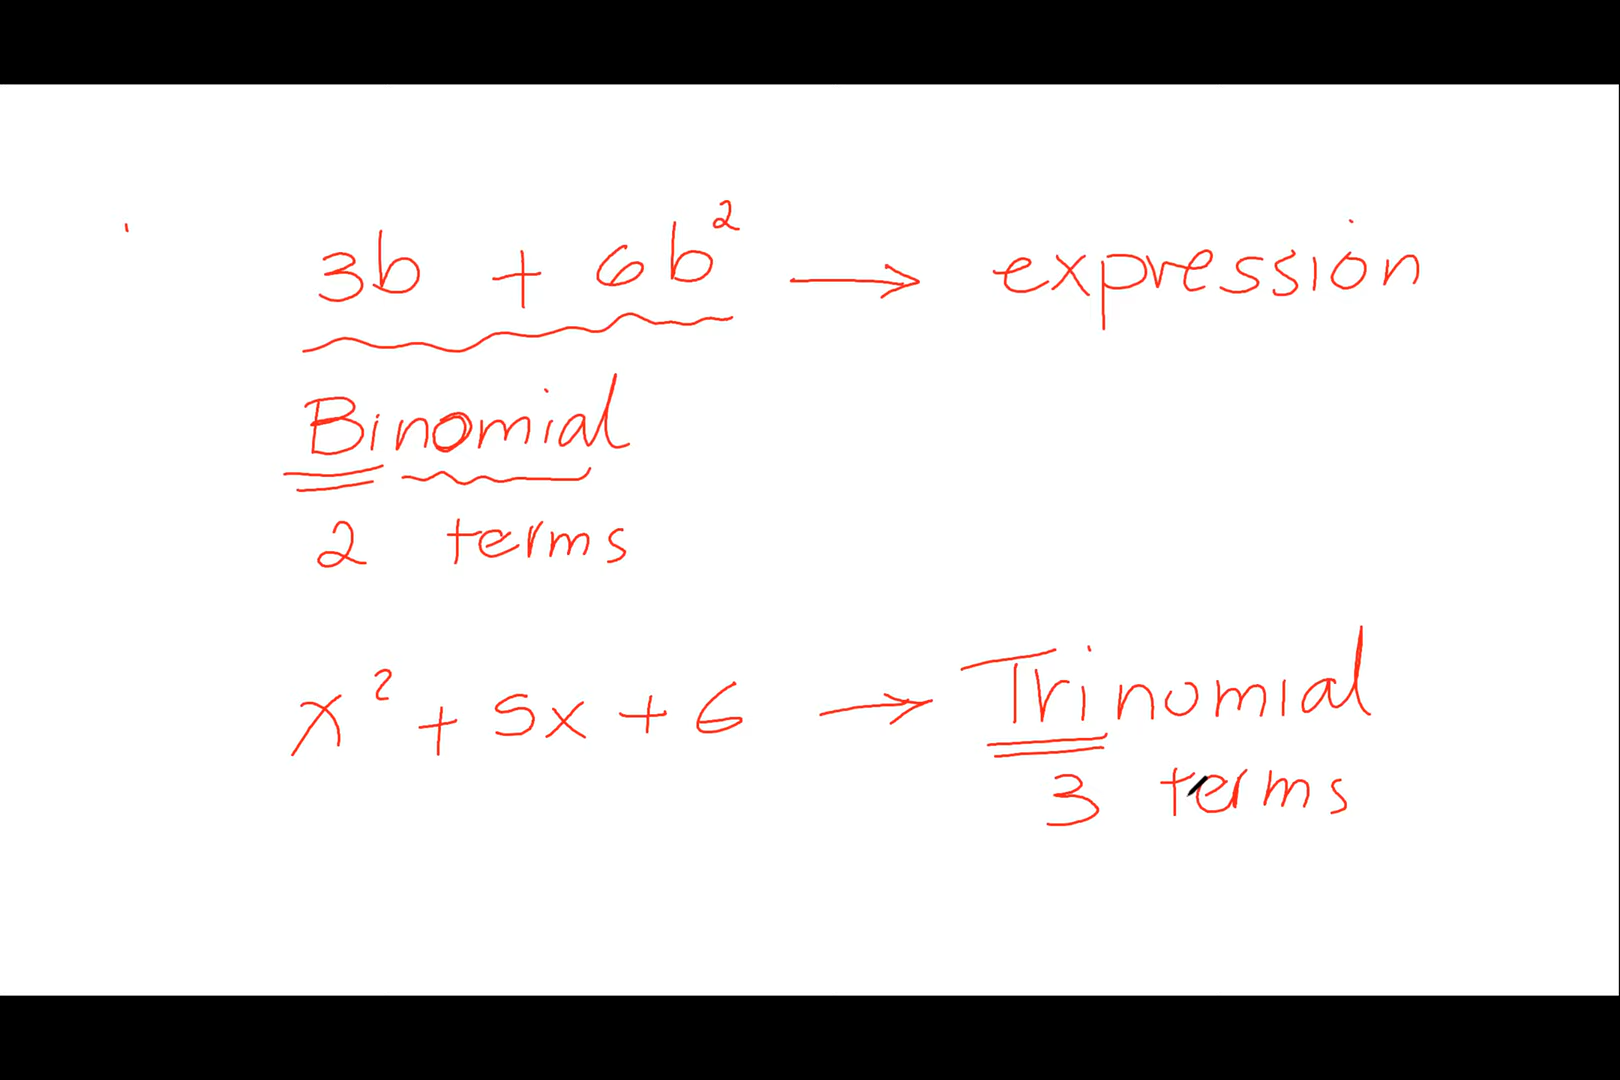 3b + 6b² → expression
Binomial
2 terms
x² + 5x + 6 → Trinomial
3 terms